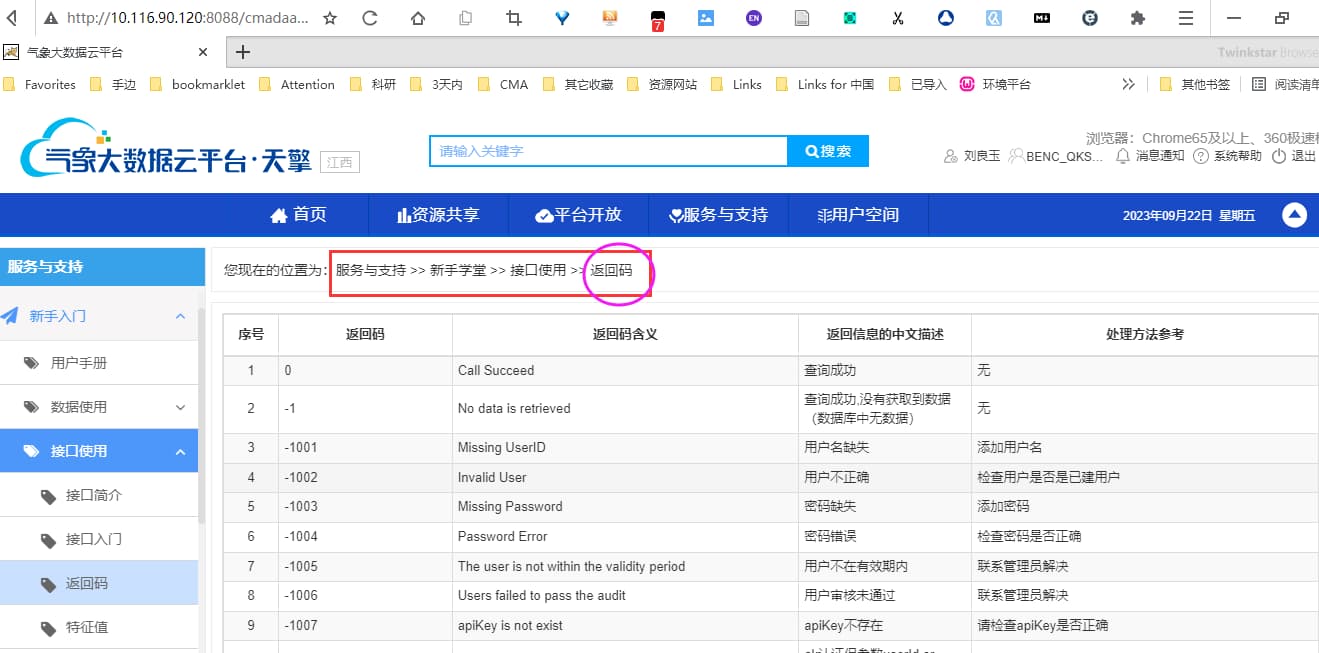 http://10.116.90.120:8088/cmadaa...
7
EN
M
气象大数据云平台
Twinkstar Browse
Favorites 手边 bookmarklet Attention 科研 3天内 CMA 其它收藏 资源网站 Links Links for 中国 已导入 环境平台 其他书签 阅读清单
气象大数据云平台·天擎 江西
请输入关键字
搜索
浏览器：Chrome65及以上、360极速
刘良玉 BENC_QKS... 消息通知 系统帮助 退出
首页 资源共享 平台开放 服务与支持 用户空间 2023年09月22日 星期五
服务与支持
新手入门
用户手册
数据使用
接口使用
接口简介
接口入门
返回码
特征值
您现在的位置为：服务与支持 >> 新手学堂 >> 接口使用 >> 返回码
序号 返回码 返回码含义 返回信息的中文描述 处理方法参考
1 0 Call Succeed 查询成功 无
2 -1 No data is retrieved 查询成功,没有获取到数据 无
（数据库中无数据）
3 -1001 Missing UserID 用户名缺失 添加用户名
4 -1002 Invalid User 用户不正确 检查用户是否是已建用户
5 -1003 Missing Password 密码缺失 添加密码
6 -1004 Password Error 密码错误 检查密码是否正确
7 -1005 The user is not within the validity period 用户不在有效期内 联系管理员解决
8 -1006 Users failed to pass the audit 用户审核未通过 联系管理员解决
9 -1007 apiKey is not exist apiKey不存在 请检查apiKey是否正确